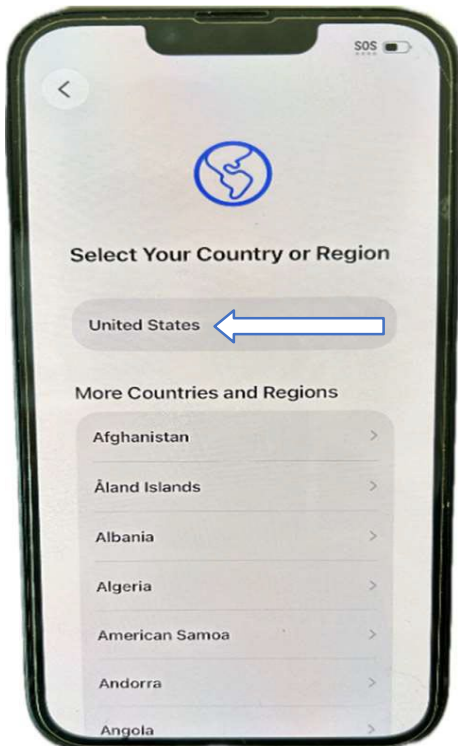 SOS
Select Your Country or Region
United States
More Countries and Regions
Afghanistan
Åland Islands
Albania
Algeria
American Samoa
Andorra
Angola